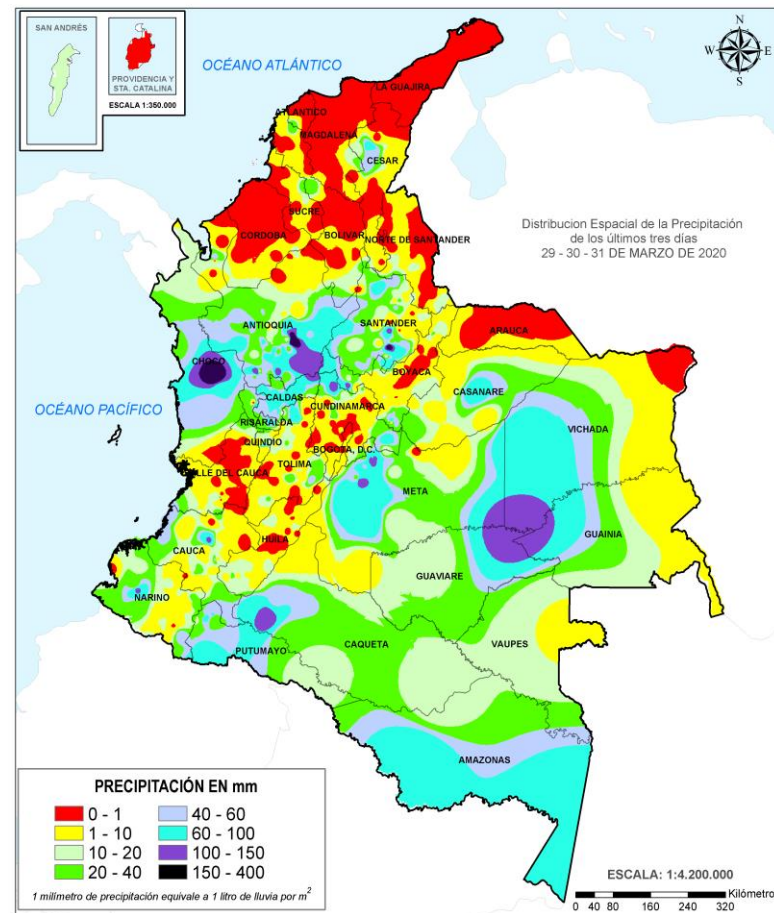 SAN ANDRÉS
PROVIDENCIA Y
STA. CATALINA
ESCALA 1:350.000
OCÉANO ATLÁNTICO
N
W
E
S
LA GUAJIRA
ATLANTICO
MAGDALENA
CESAR
SUCRE
CORDOBA
BOLIVAR
NORTE DE SANTANDER
Distribucion Espacial de la Precipitación
de los últimos tres días
29 - 30 - 31 DE MARZO DE 2020
ANTIOQUIA
SANTANDER
ARAUCA
CHOCO
BOYACA
CASANARE
CALDAS
CUNDINAMARCA
OCÉANO PACÍFICO
RISARALDA
VICHADA
QUINDIO
BOGOTA, D.C.
TOLIMA
VALLE DEL CAUCA
META
GUAINIA
HUILA
CAUCA
GUAVIARE
NARINO
CAQUETA
VAUPES
PUTUMAYO
AMAZONAS
PRECIPITACIÓN EN mm
0 - 1
40 - 60
1 - 10
60 - 100
10 - 20
100 - 150
20 - 40
150 - 400
1 milímetro de precipitación equivale a 1 litro de lluvia por m²
ESCALA: 1:4.200.000
Kilómetro
0 40 80 160 240 320